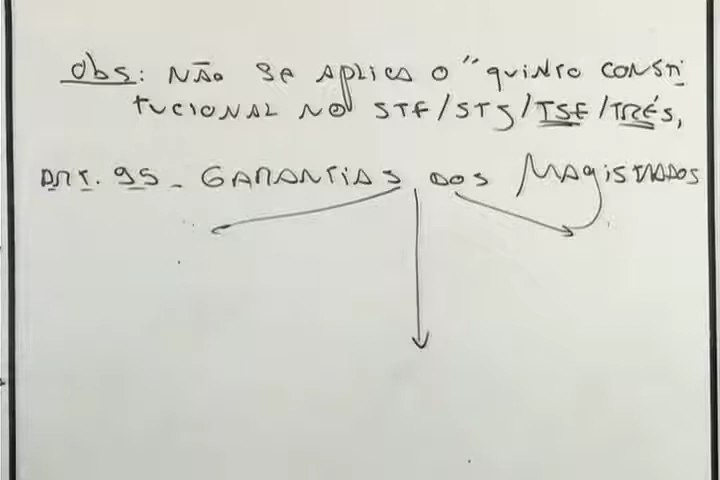 Obs: NÃO SE APLICA O "QUINTO CONSTI
TUCIONAL NO STF/STJ/TSE/TRÉS,
ART. 95 - GARANTIAS DOS MAGISTRADOS